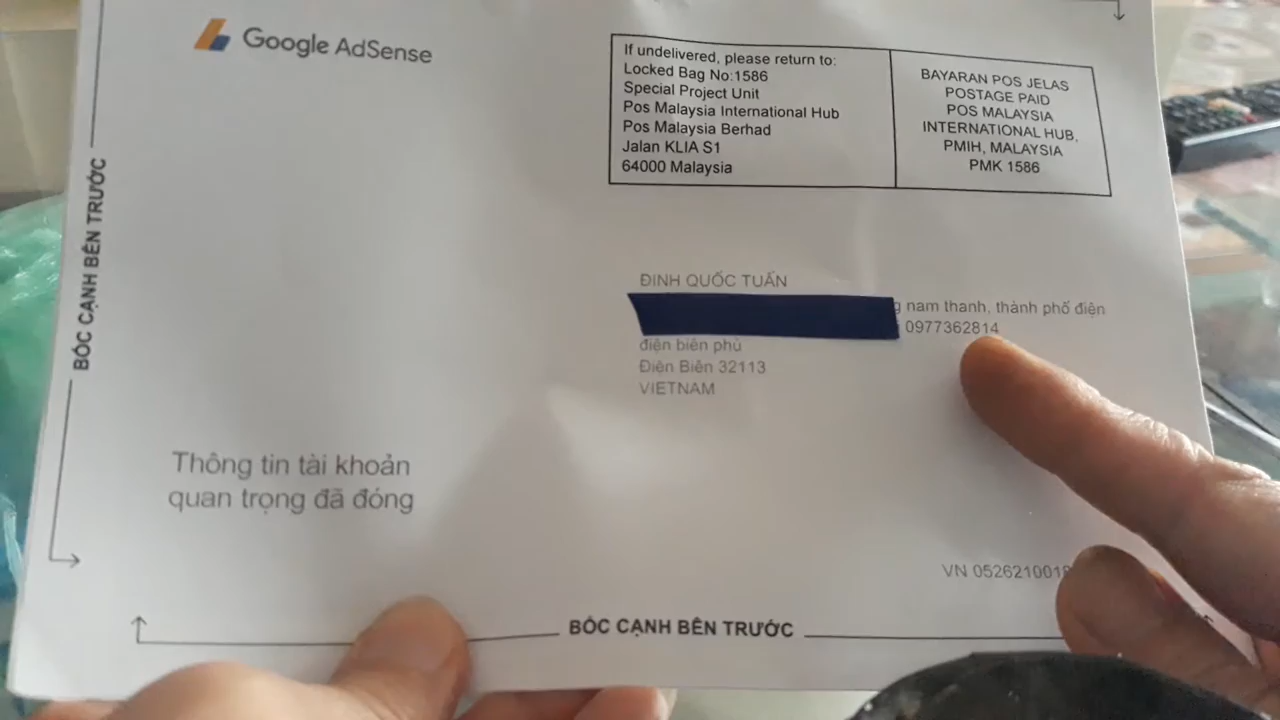 Google AdSense
If undelivered, please return to:
Locked Bag No:1586
Special Project Unit
Pos Malaysia International Hub
Pos Malaysia Berhad
Jalan KLIA S1
64000 Malaysia
BAYARAN POS JELAS
POSTAGE PAID
POS MALAYSIA
INTERNATIONAL HUB,
PMIH, MALAYSIA
PMK 1586
BÓC CẠNH BÊN TRƯỚC
ĐINH QUỐC TUẤN
nam thanh, thành phố điện
0977362814
điện biên phủ
Điện Biên 32113
VIETNAM
Thông tin tài khoản
quan trọng đã đóng
VN 052621001
BÓC CẠNH BÊN TRƯỚC